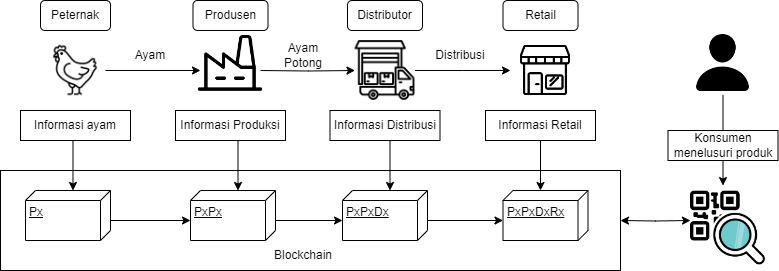 Peternak
Produsen
Distributor
Retail
Ayam
Ayam
Potong
Distribusi
Informasi ayam
Informasi Produksi
Informasi Distribusi
Informasi Retail
Konsumen
menelusuri produk
Px
PxPx
PxPxDx
PxPxDxRx
Blockchain